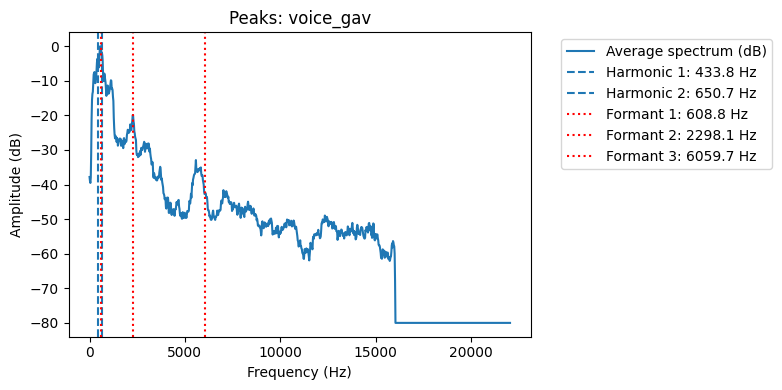 Peaks: voice_gav
0
−10
−20
−30
−40
−50
−60
−70
−80
Amplitude (dB)
0
5000
10000
15000
20000
Frequency (Hz)
Average spectrum (dB)
Harmonic 1: 433.8 Hz
Harmonic 2: 650.7 Hz
Formant 1: 608.8 Hz
Formant 2: 2298.1 Hz
Formant 3: 6059.7 Hz